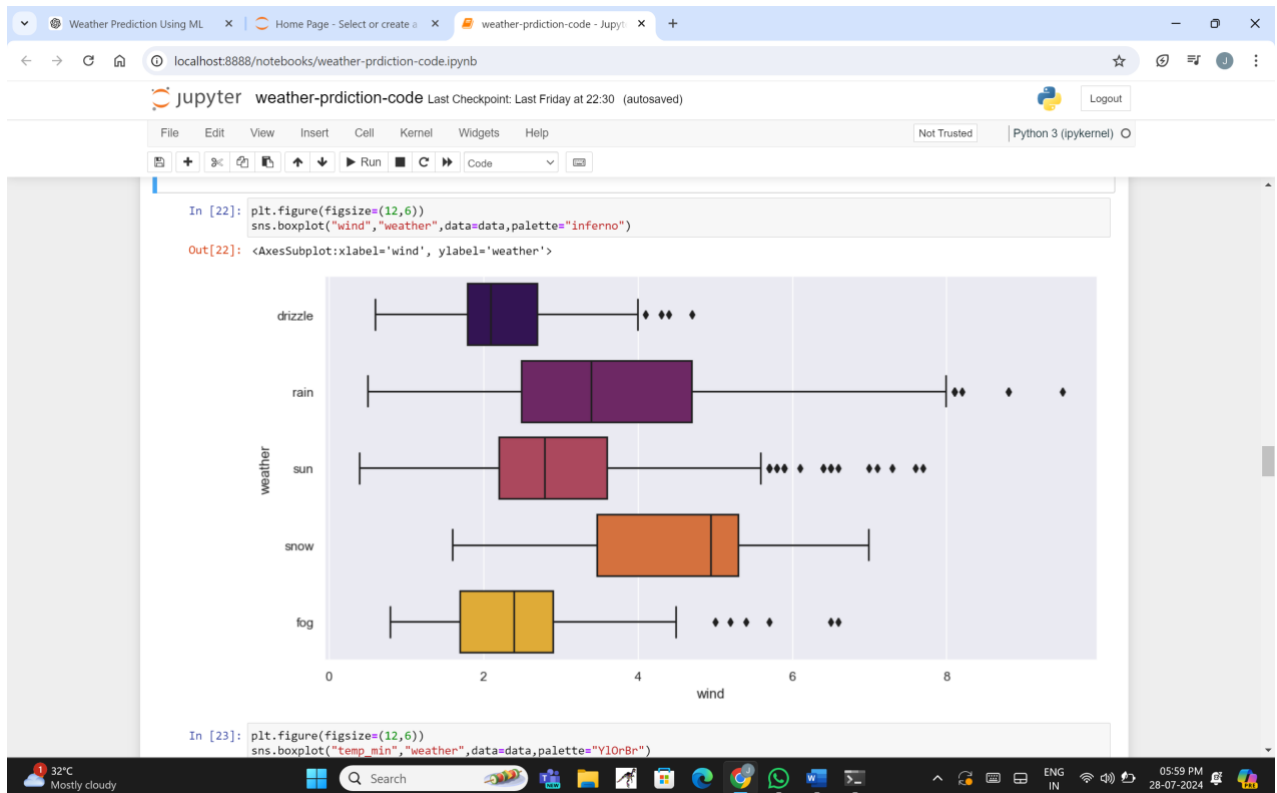 Weather Prediction Using ML
Home Page - Select or create a
weather-prdiction-code - Jupyt
localhost:8888/notebooks/weather-prdiction-code.ipynb
J
jupyter weather-prdiction-code Last Checkpoint: Last Friday at 22:30 (autosaved)
Logout
File Edit View Insert Cell Kernel Widgets Help
Not Trusted
Python 3 (ipykernel)
Run
Code
In [22]: plt.figure(figsize=(12,6))
sns.boxplot("wind","weather",data=data,palette="inferno")
Out[22]: <AxesSubplot:xlabel='wind', ylabel='weather'>
drizzle
rain
sun
snow
fog
weather
0 2 4 6 8
wind
In [23]: plt.figure(figsize=(12,6))
sns.boxplot("temp_min","weather",data=data,palette="YlOrBr")
1
32°C
Mostly cloudy
Search
NEW
J
W
ENG
IN
05:59 PM
28-07-2024
PRE